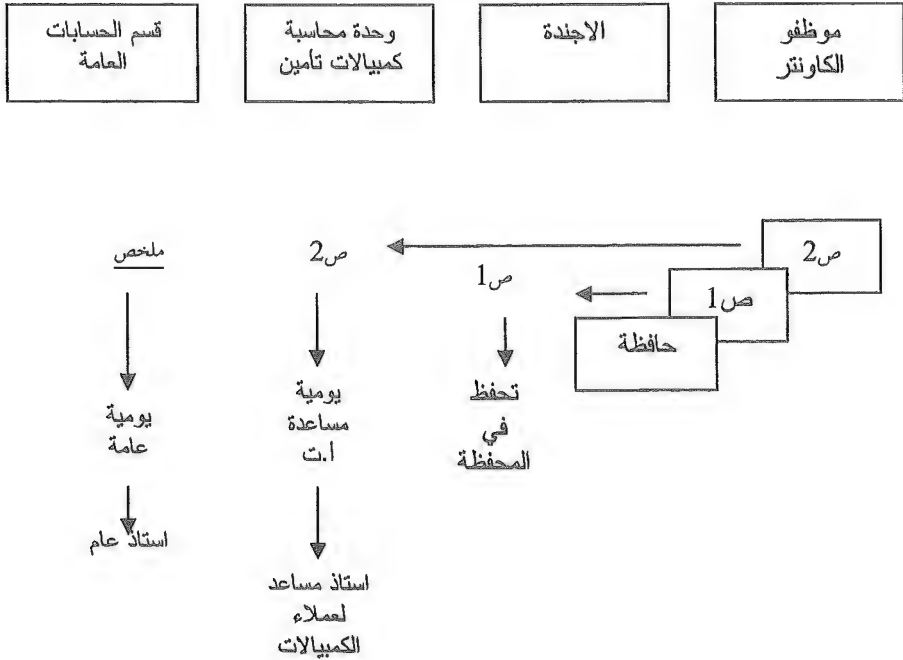 موظفو
الكاونتر
الاجندة
وحدة محاسبة
كمبيالات تأمين
قسم الحسابات
العامة
ص2
ص1
حافظة
ص1
تحفظ
في
المحفظة
ص2
يومية
مساعدة
أ.ت
استاذ مساعد
لعملاء
الكمبيالات
ملخص
يومية
عامة
استاذ عام